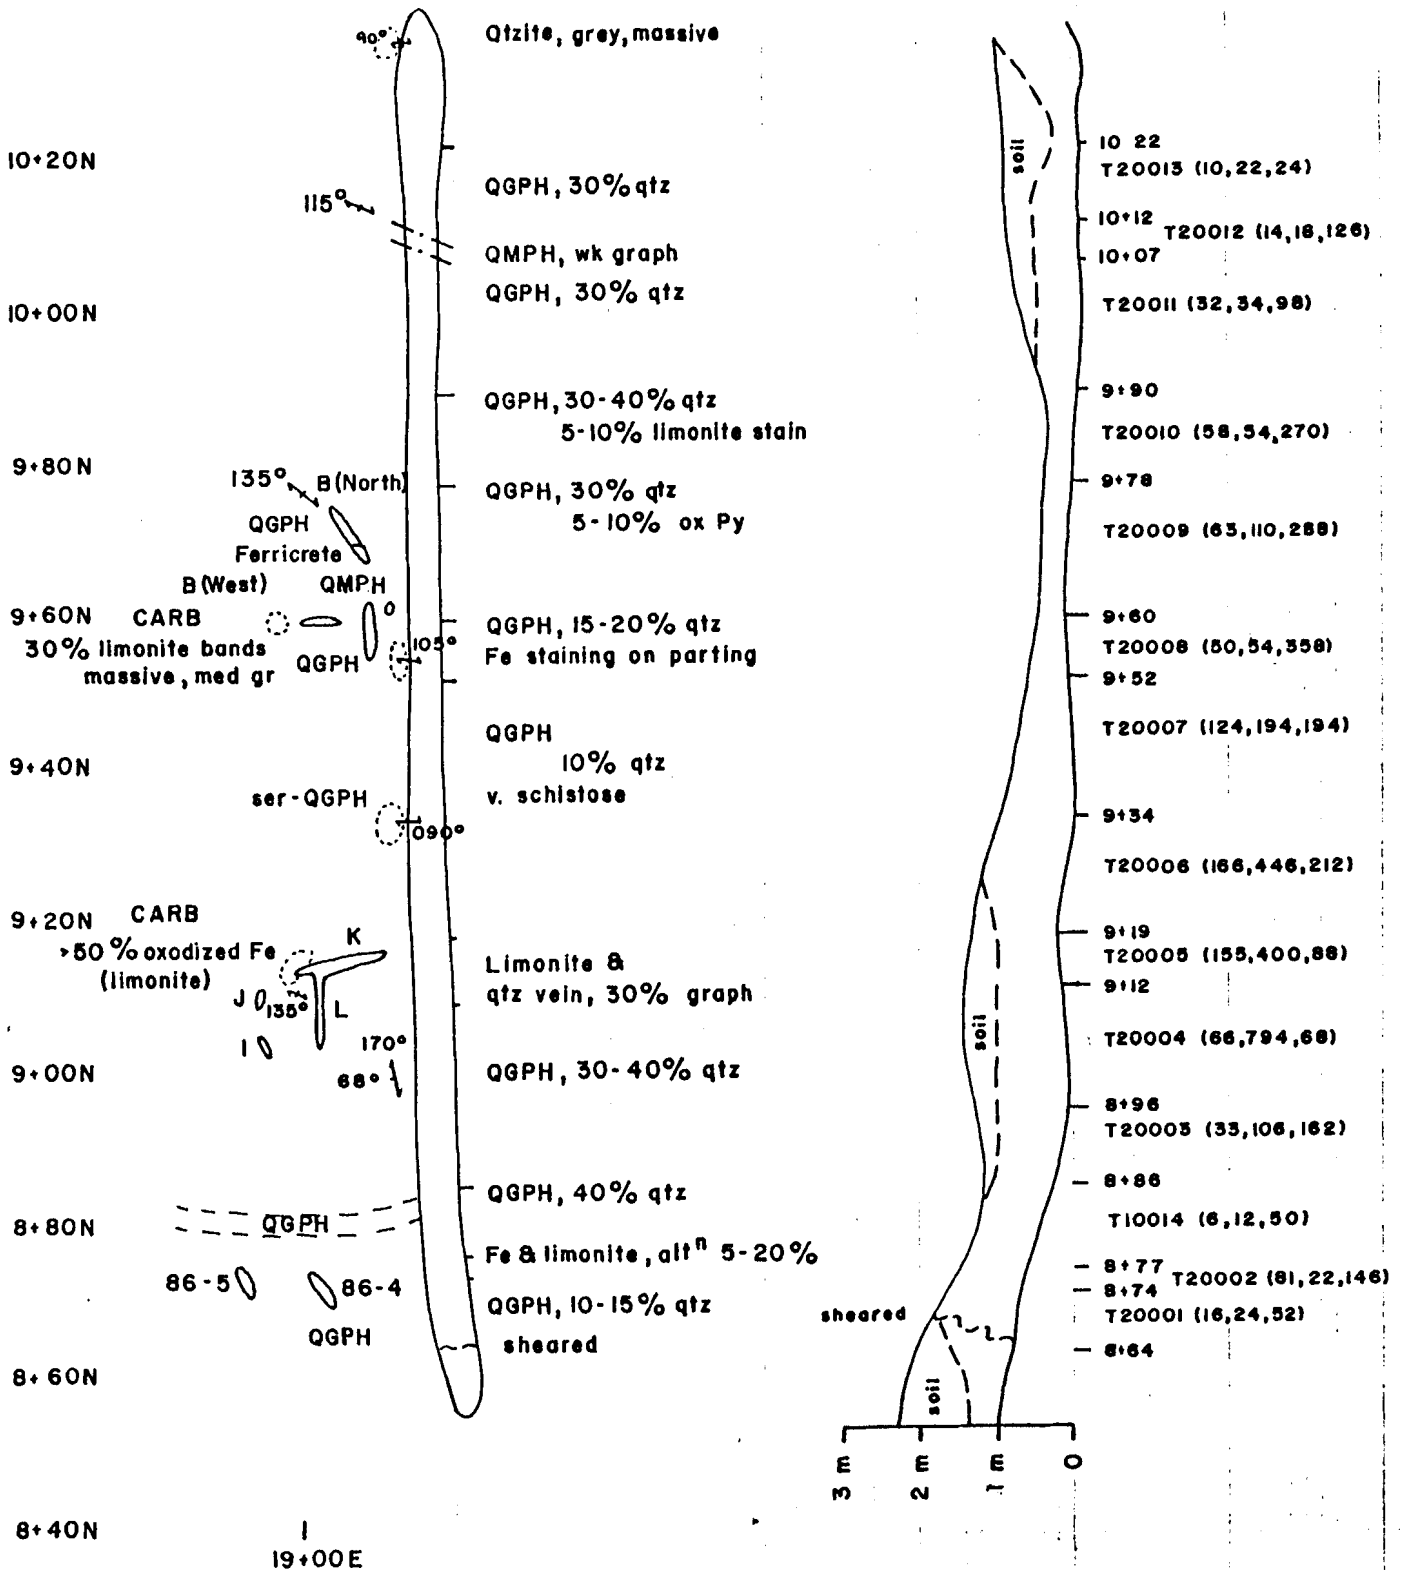 90°
Qtzite, grey, massive
10+20N
QGPH, 30% qtz
115°
QMPH, wk graph
QGPH, 30% qtz
10+00N
QGPH, 30-40% qtz
5-10% limonite stain
9+80N
135°
B (North)
QGPH, 30% qtz
5-10% ox Py
QGPH
Ferricrete
B (West)
QMPH
O
9+60N
CARB
30% limonite bands
massive, med gr
QGPH
105°
QGPH, 15-20% qtz
Fe staining on parting
QGPH
10% qtz
v. schistose
9+40N
ser-QGPH
090°
9+20N
CARB
>50% oxodized Fe
(limonite)
K
J
135°
L
I
Limonite &
qtz vein, 30% graph
170°
68°
9+00N
QGPH, 30-40% qtz
QGPH, 40% qtz
8+80N
QGPH
Fe & limonite, altⁿ 5-20%
86-5
86-4
QGPH, 10-15% qtz
QGPH
sheared
8+60N
8+40N
19+00E
soil
10 22
T20013 (10,22,24)
10+12
T20012 (14,16,126)
10+07
T20011 (32,34,98)
9+90
T20010 (58,54,270)
9+78
T20009 (63,110,288)
9+60
T20008 (50,54,358)
9+52
T20007 (124,194,194)
9+34
T20006 (166,446,212)
9+19
T20005 (155,400,88)
9+12
soil
T20004 (66,794,68)
8+96
T20003 (33,106,162)
8+86
T10014 (6,12,50)
8+77
T20002 (81,22,146)
8+74
sheared
T20001 (16,24,52)
8+64
soil
3 m
2 m
1 m
0